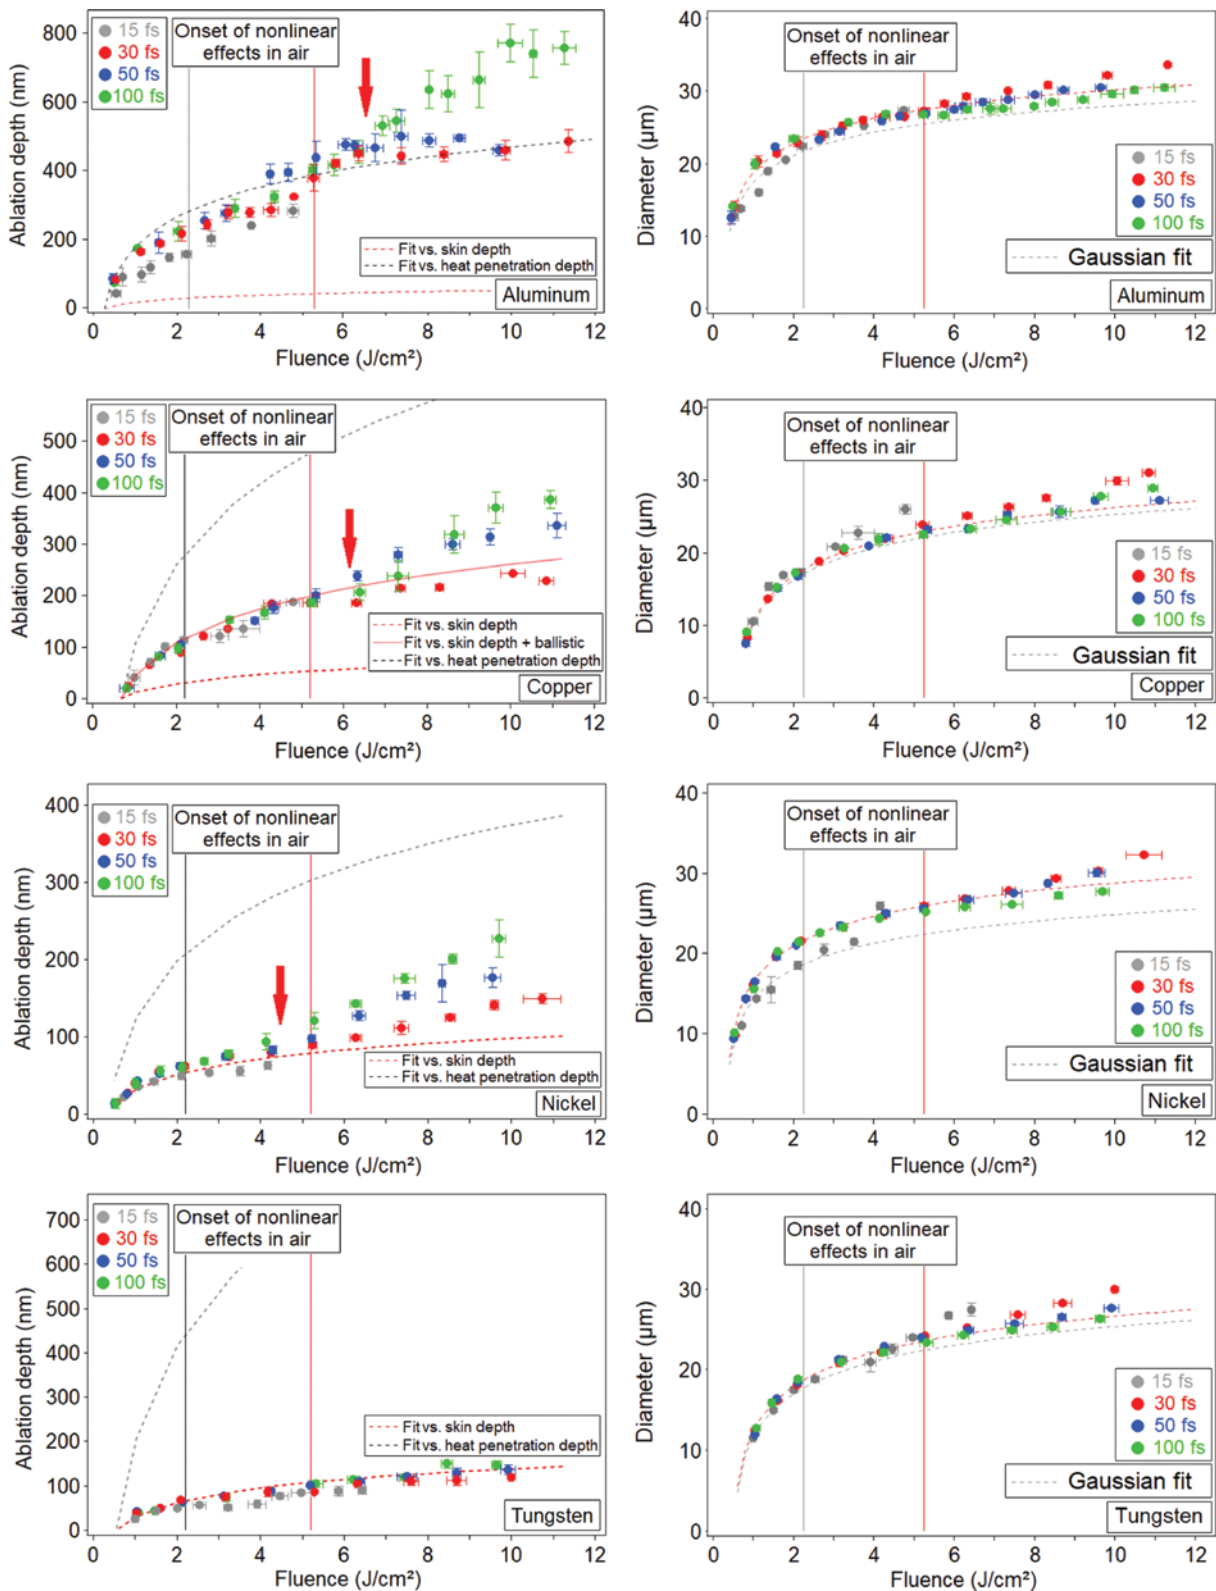 800
600
400
200
0
Ablation depth (nm)
15 fs
30 fs
50 fs
100 fs
Onset of nonlinear
effects in air
Fit vs. skin depth
Fit vs. heat penetration depth
Aluminum
0 2 4 6 8 10 12
Fluence (J/cm²)
40
30
20
10
0
Diameter (μm)
Onset of nonlinear
effects in air
15 fs
30 fs
50 fs
100 fs
Gaussian fit
Aluminum
0 2 4 6 8 10 12
Fluence (J/cm²)
500
400
300
200
100
0
Ablation depth (nm)
15 fs
30 fs
50 fs
100 fs
Onset of nonlinear
effects in air
Fit vs. skin depth
Fit vs. skin depth + ballistic
Fit vs. heat penetration depth
Copper
0 2 4 6 8 10 12
Fluence (J/cm²)
40
30
20
10
0
Diameter (μm)
Onset of nonlinear
effects in air
15 fs
30 fs
50 fs
100 fs
Gaussian fit
Copper
0 2 4 6 8 10 12
Fluence (J/cm²)
400
300
200
100
0
Ablation depth (nm)
15 fs
30 fs
50 fs
100 fs
Onset of nonlinear
effects in air
Fit vs. skin depth
Fit vs. heat penetration depth
Nickel
0 2 4 6 8 10 12
Fluence (J/cm²)
40
30
20
10
0
Diameter (μm)
Onset of nonlinear
effects in air
15 fs
30 fs
50 fs
100 fs
Gaussian fit
Nickel
0 2 4 6 8 10 12
Fluence (J/cm²)
700
600
500
400
300
200
100
0
Ablation depth (nm)
15 fs
30 fs
50 fs
100 fs
Onset of nonlinear
effects in air
Fit vs. skin depth
Fit vs. heat penetration depth
Tungsten
0 2 4 6 8 10 12
Fluence (J/cm²)
40
30
20
10
0
Diameter (μm)
Onset of nonlinear
effects in air
15 fs
30 fs
50 fs
100 fs
Gaussian fit
Tungsten
0 2 4 6 8 10 12
Fluence (J/cm²)